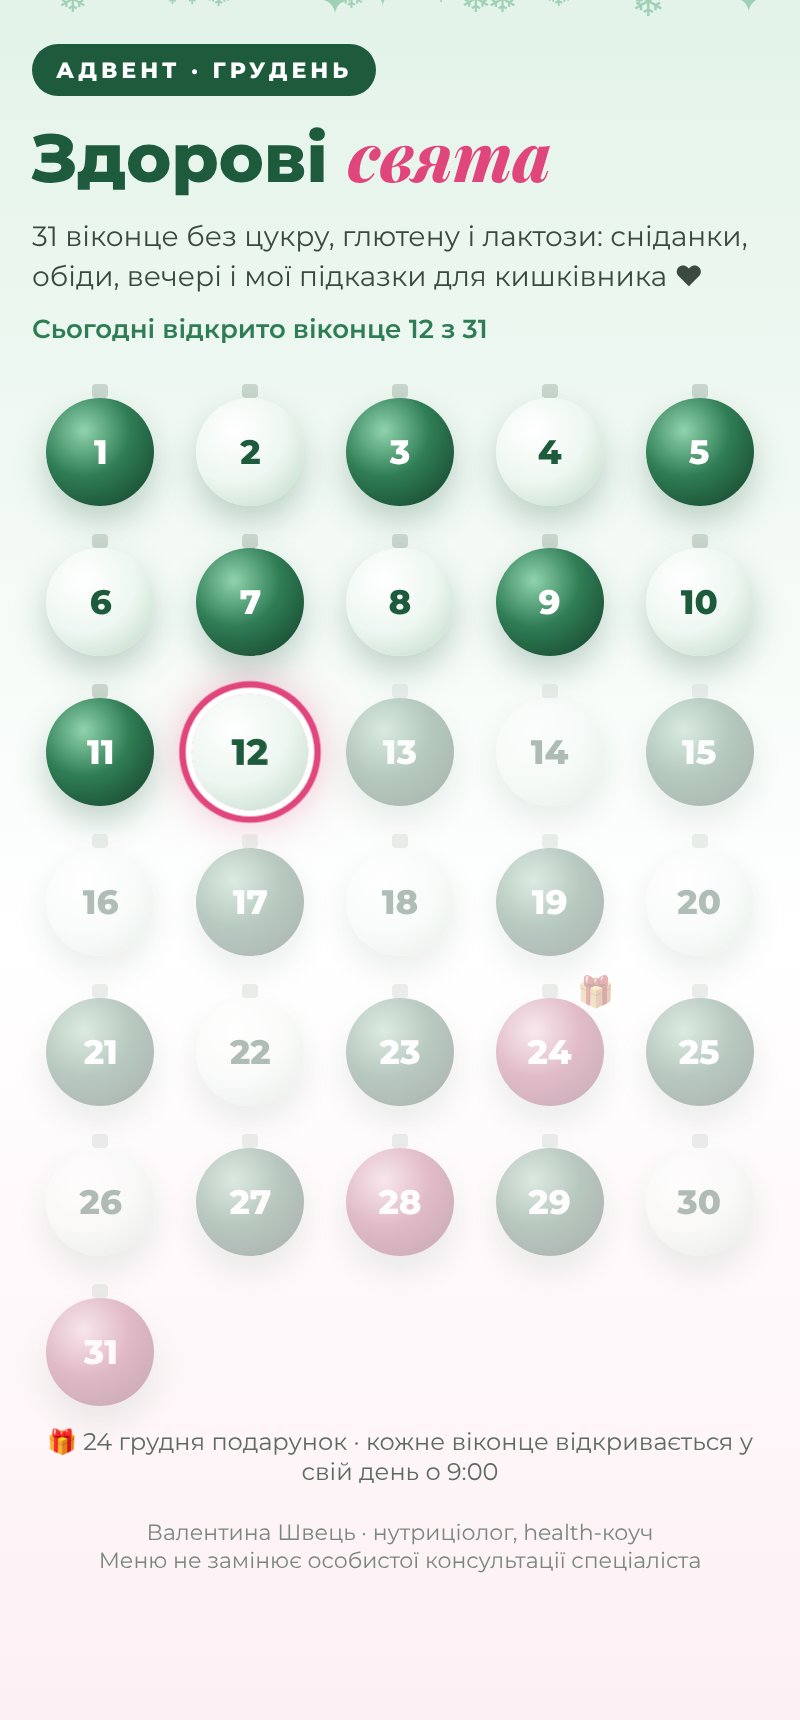 АДВЕНТ · ГРУДЕНЬ
Здорові свята
31 віконце без цукру, глютену і лактози: сніданки,
обіди, вечері і мої підказки для кишківника ♥
Сьогодні відкрито віконце 12 з 31
1 2 3 4 5
6 7 8 9 10
11 12 13 14 15
16 17 18 19 20
21 22 23 24 25
26 27 28 29 30
31
🎁 24 грудня подарунок · кожне віконце відкривається у
свій день о 9:00
Валентина Швець · нутриціолог, health-коуч
Меню не замінює особистої консультації спеціаліста